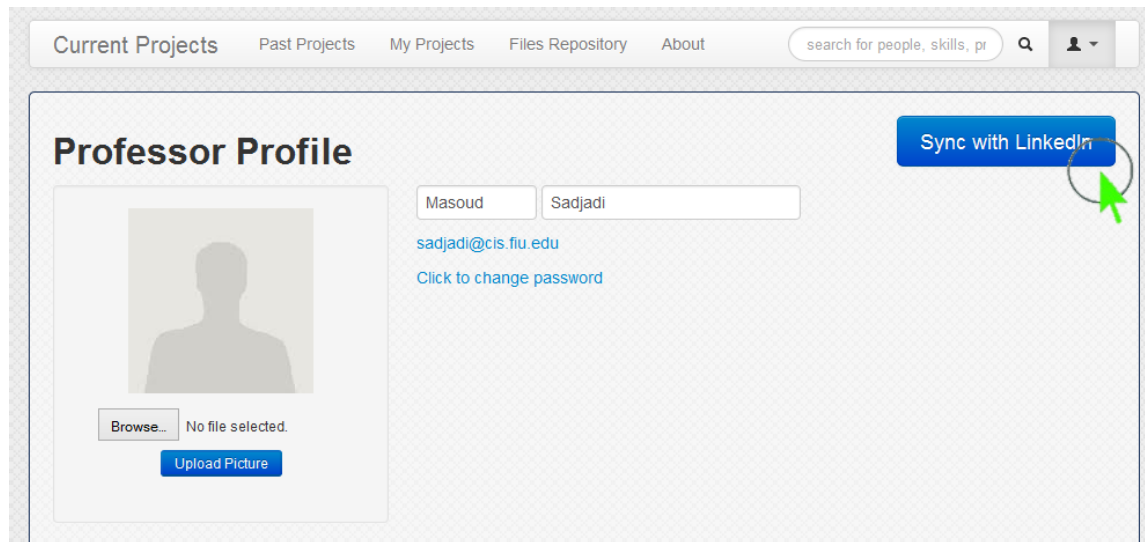 Current Projects Past Projects My Projects Files Repository About search for people, skills, pr
Professor Profile
Sync with LinkedIn
Masoud Sadjadi
sadjadi@cis.fiu.edu
Click to change password
Browse... No file selected.
Upload Picture